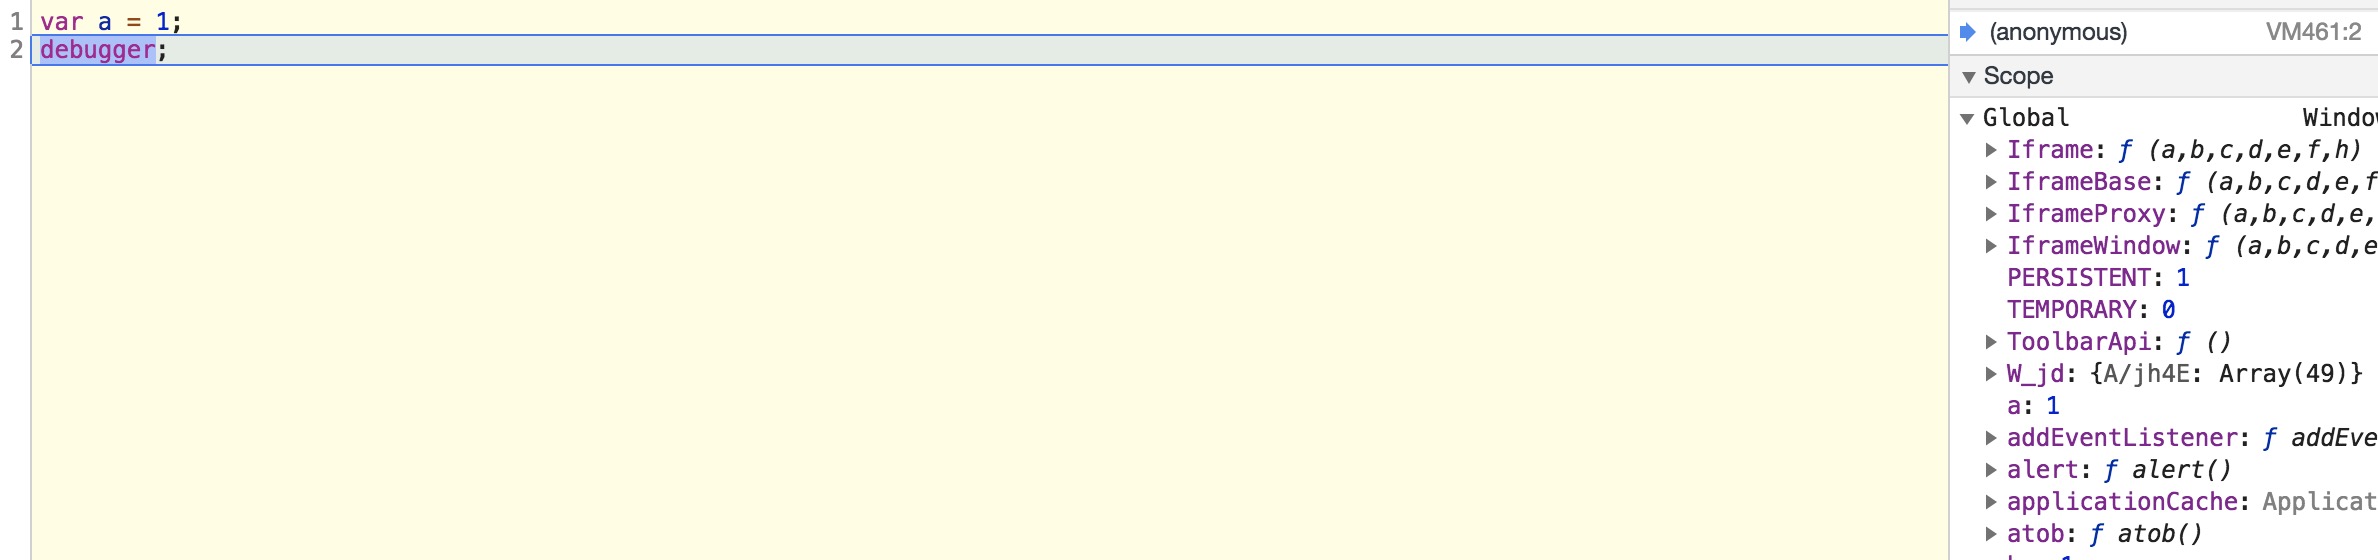 1 var a = 1;
2 debugger;
(anonymous) VM461:2
Scope
Global Window
Iframe: ƒ (a,b,c,d,e,f,h)
IframeBase: ƒ (a,b,c,d,e,f
IframeProxy: ƒ (a,b,c,d,e,
IframeWindow: ƒ (a,b,c,d,e
PERSISTENT: 1
TEMPORARY: 0
ToolbarApi: ƒ ()
W_jd: {A/jh4E: Array(49)}
a: 1
addEventListener: ƒ addEve
alert: ƒ alert()
applicationCache: Applicat
atob: ƒ atob()